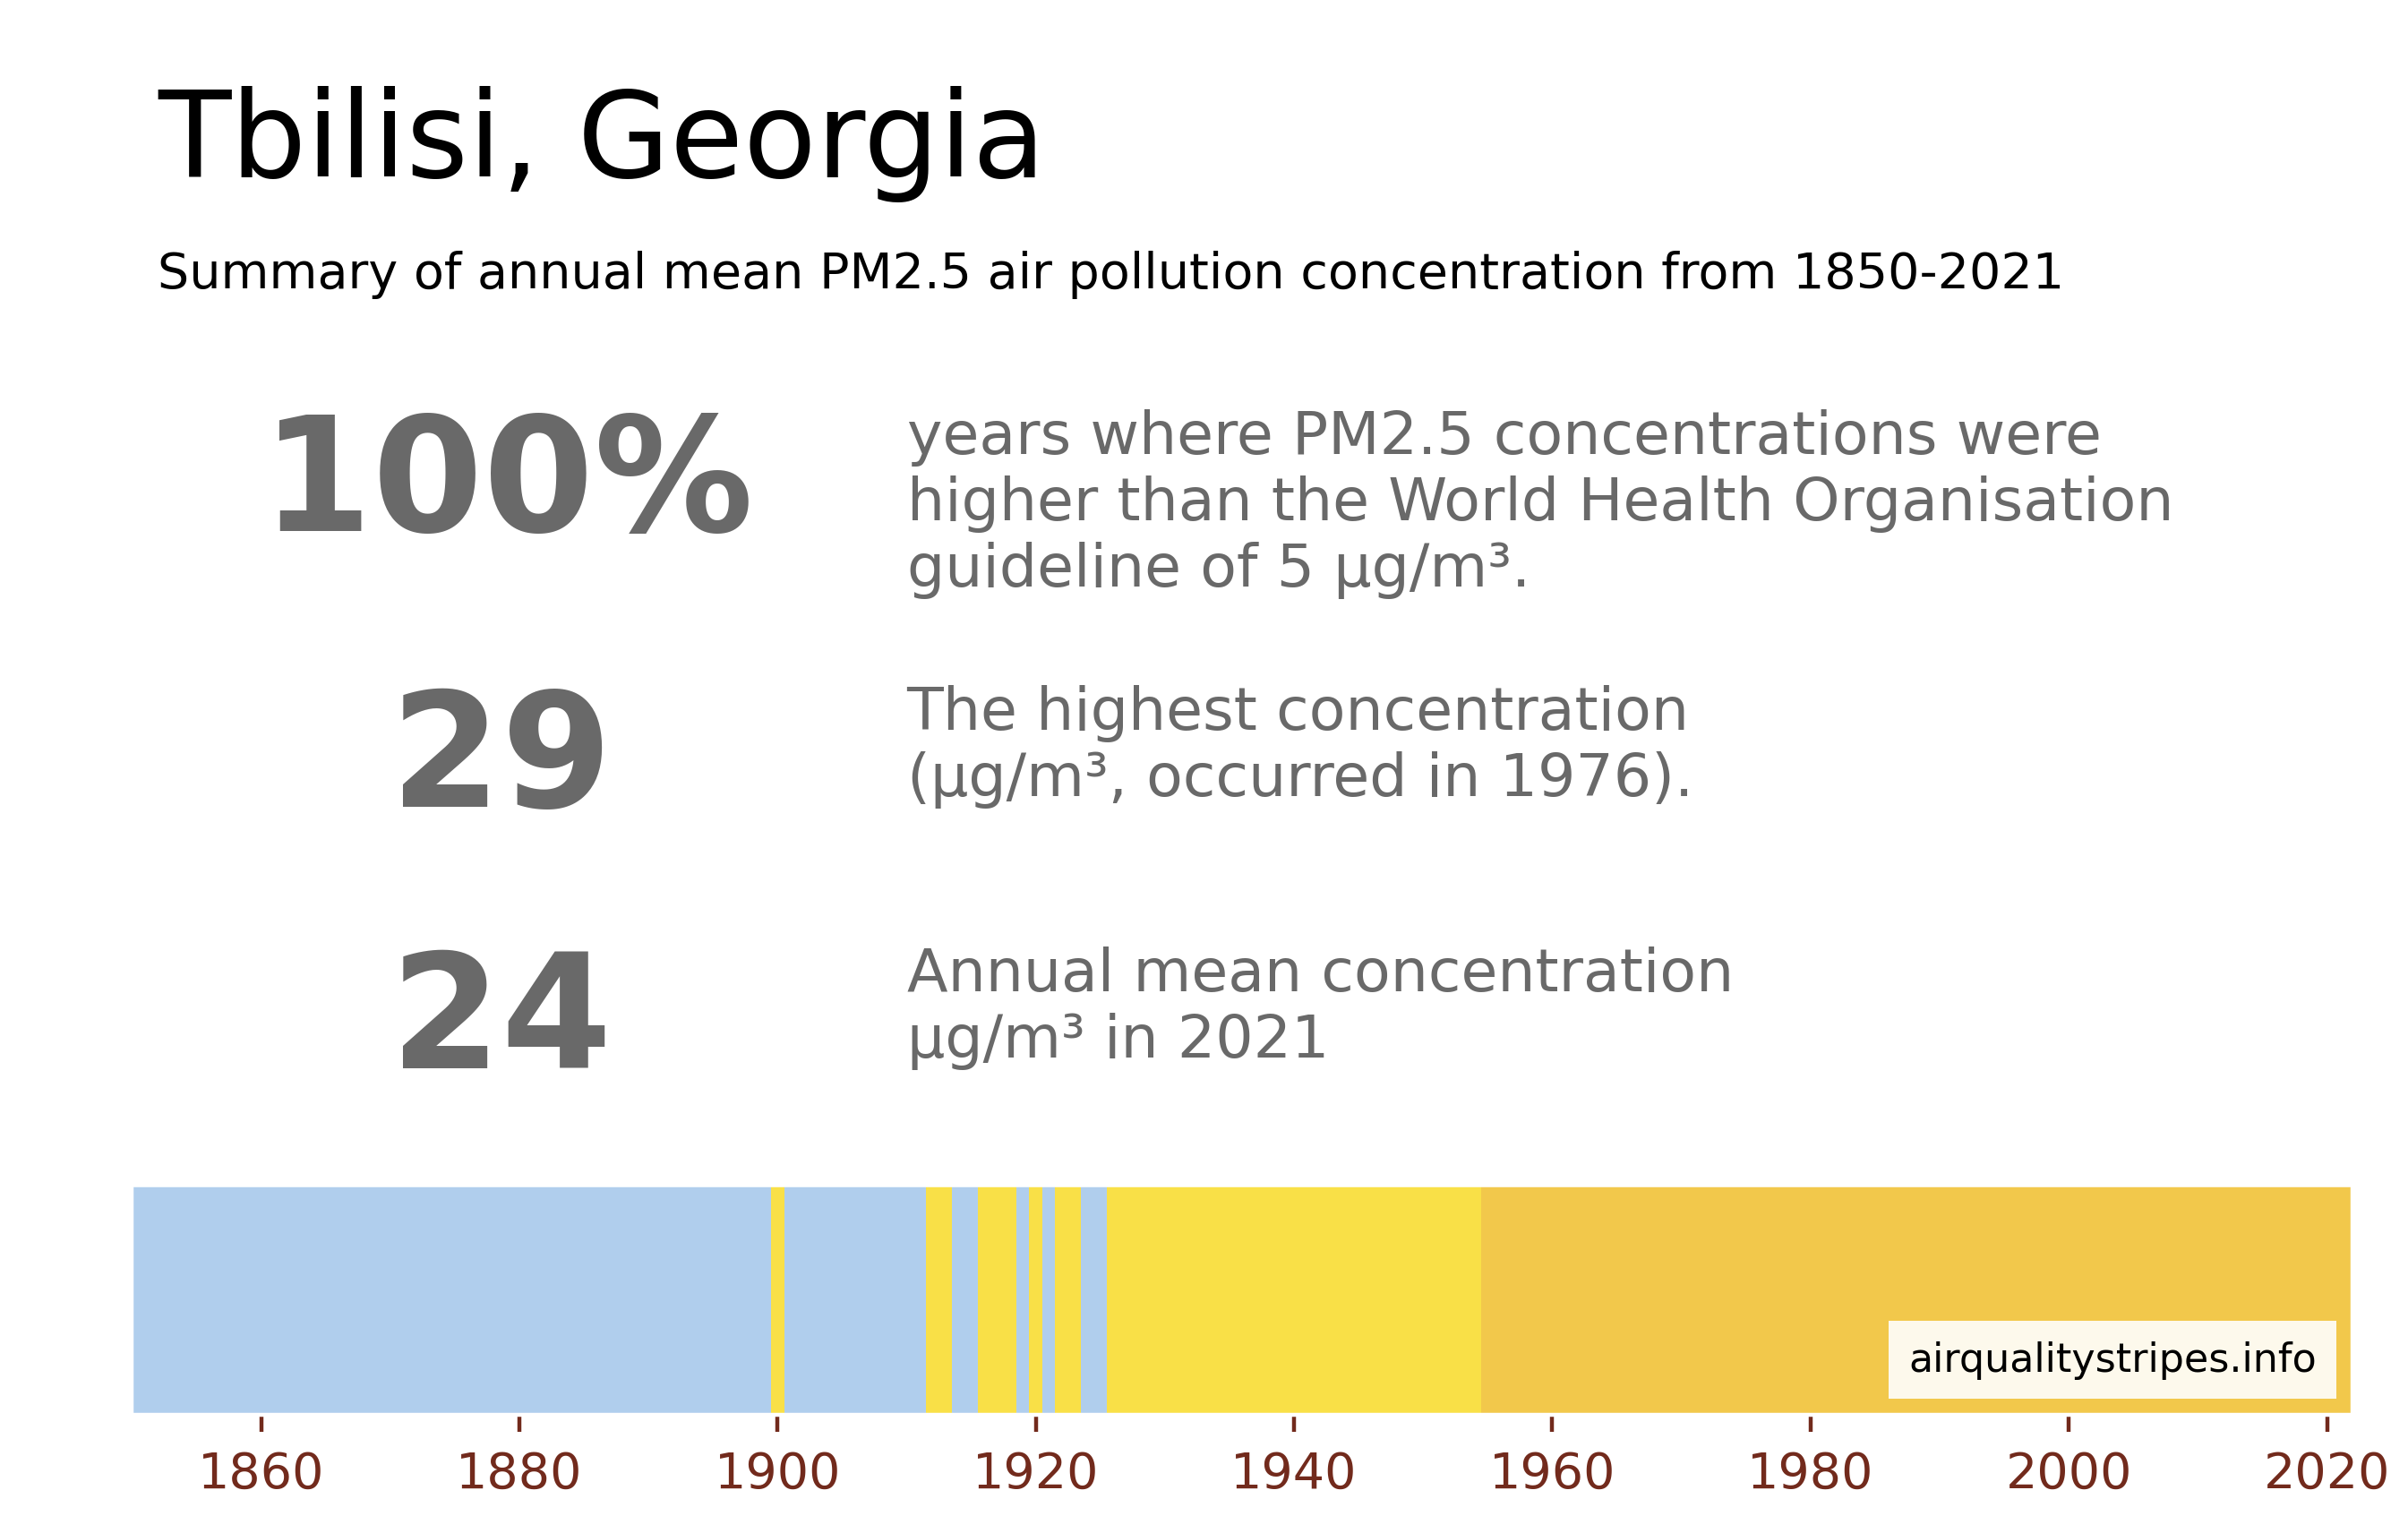 Tbilisi, Georgia
Summary of annual mean PM2.5 air pollution concentration from 1850-2021
100%
years where PM2.5 concentrations were
higher than the World Health Organisation
guideline of 5 µg/m³.
29
The highest concentration
(µg/m³, occurred in 1976).
24
Annual mean concentration
µg/m³ in 2021
airqualitystripes.info
1860 1880 1900 1920 1940 1960 1980 2000 2020